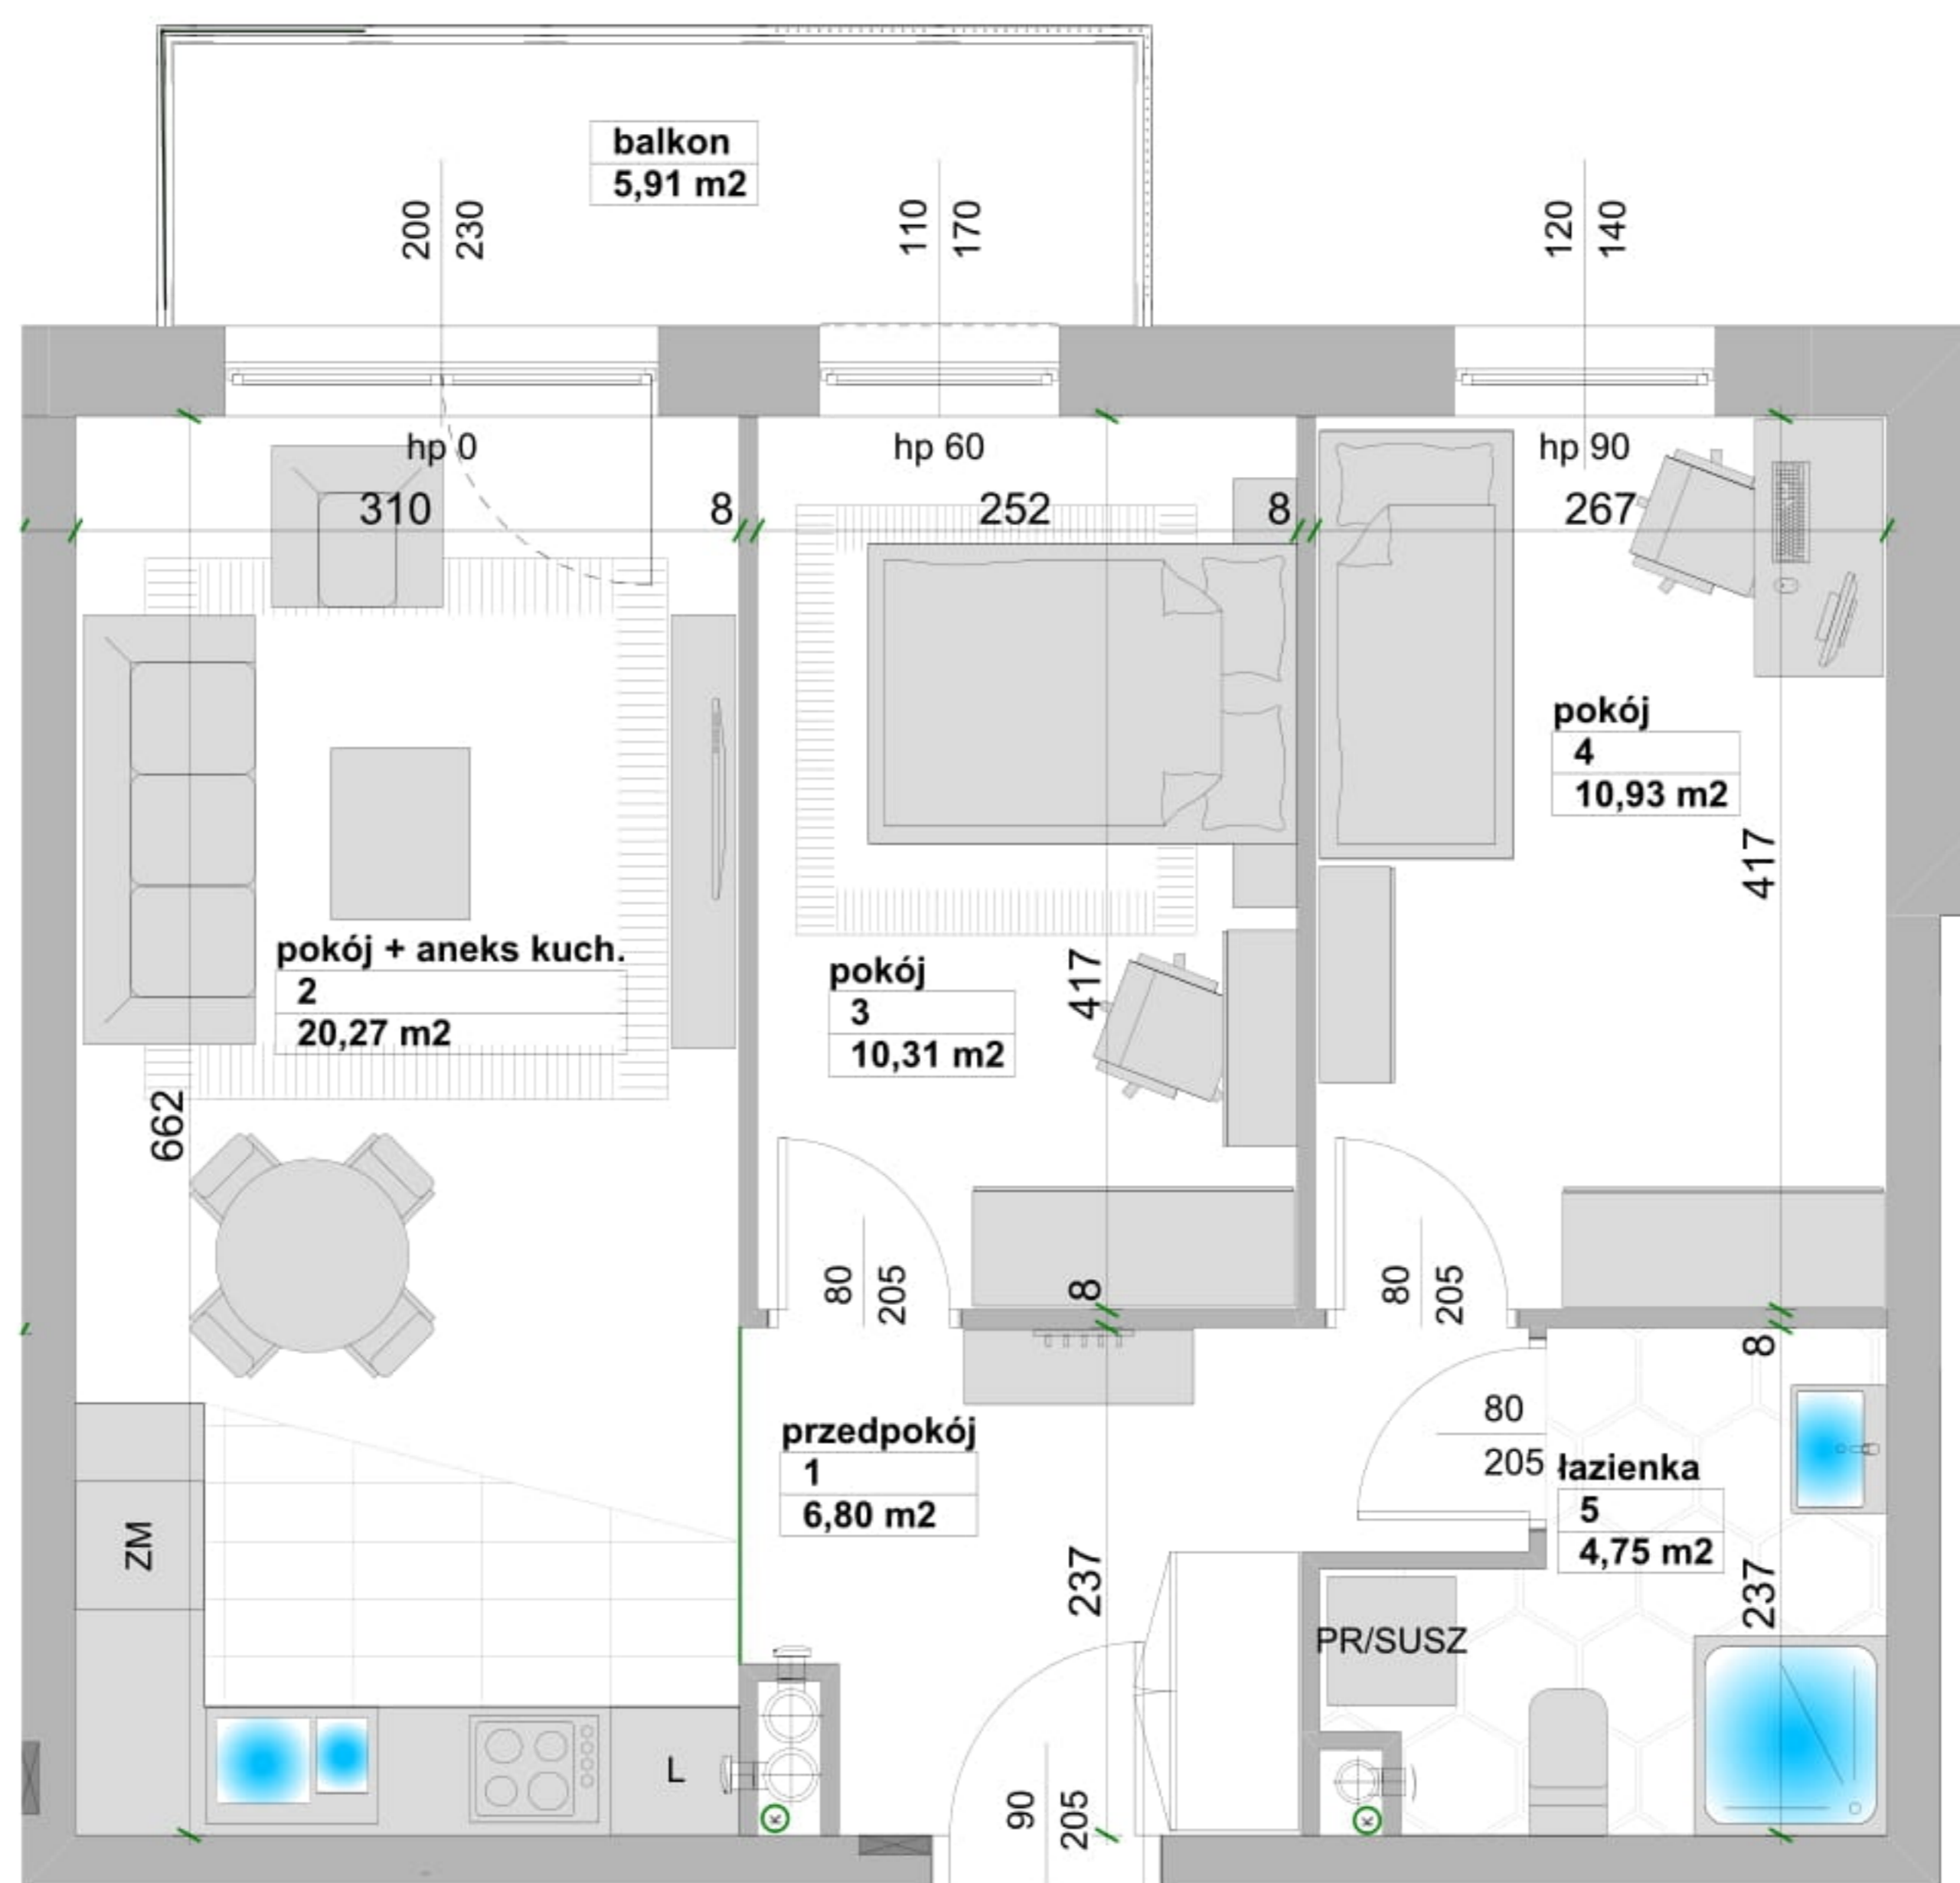 balkon
5,91 m2
200
230
110
170
120
140
hp 0
hp 60
hp 90
310
8
252
8
267
pokój
4
10,93 m2
417
pokój + aneks kuch.
2
20,27 m2
pokój
3
10,31 m2
417
662
80
205
8
80
205
8
80
205
przedpokój
1
6,80 m2
łazienka
5
4,75 m2
ZM
237
237
PR/SUSZ
L
90
205
K
K